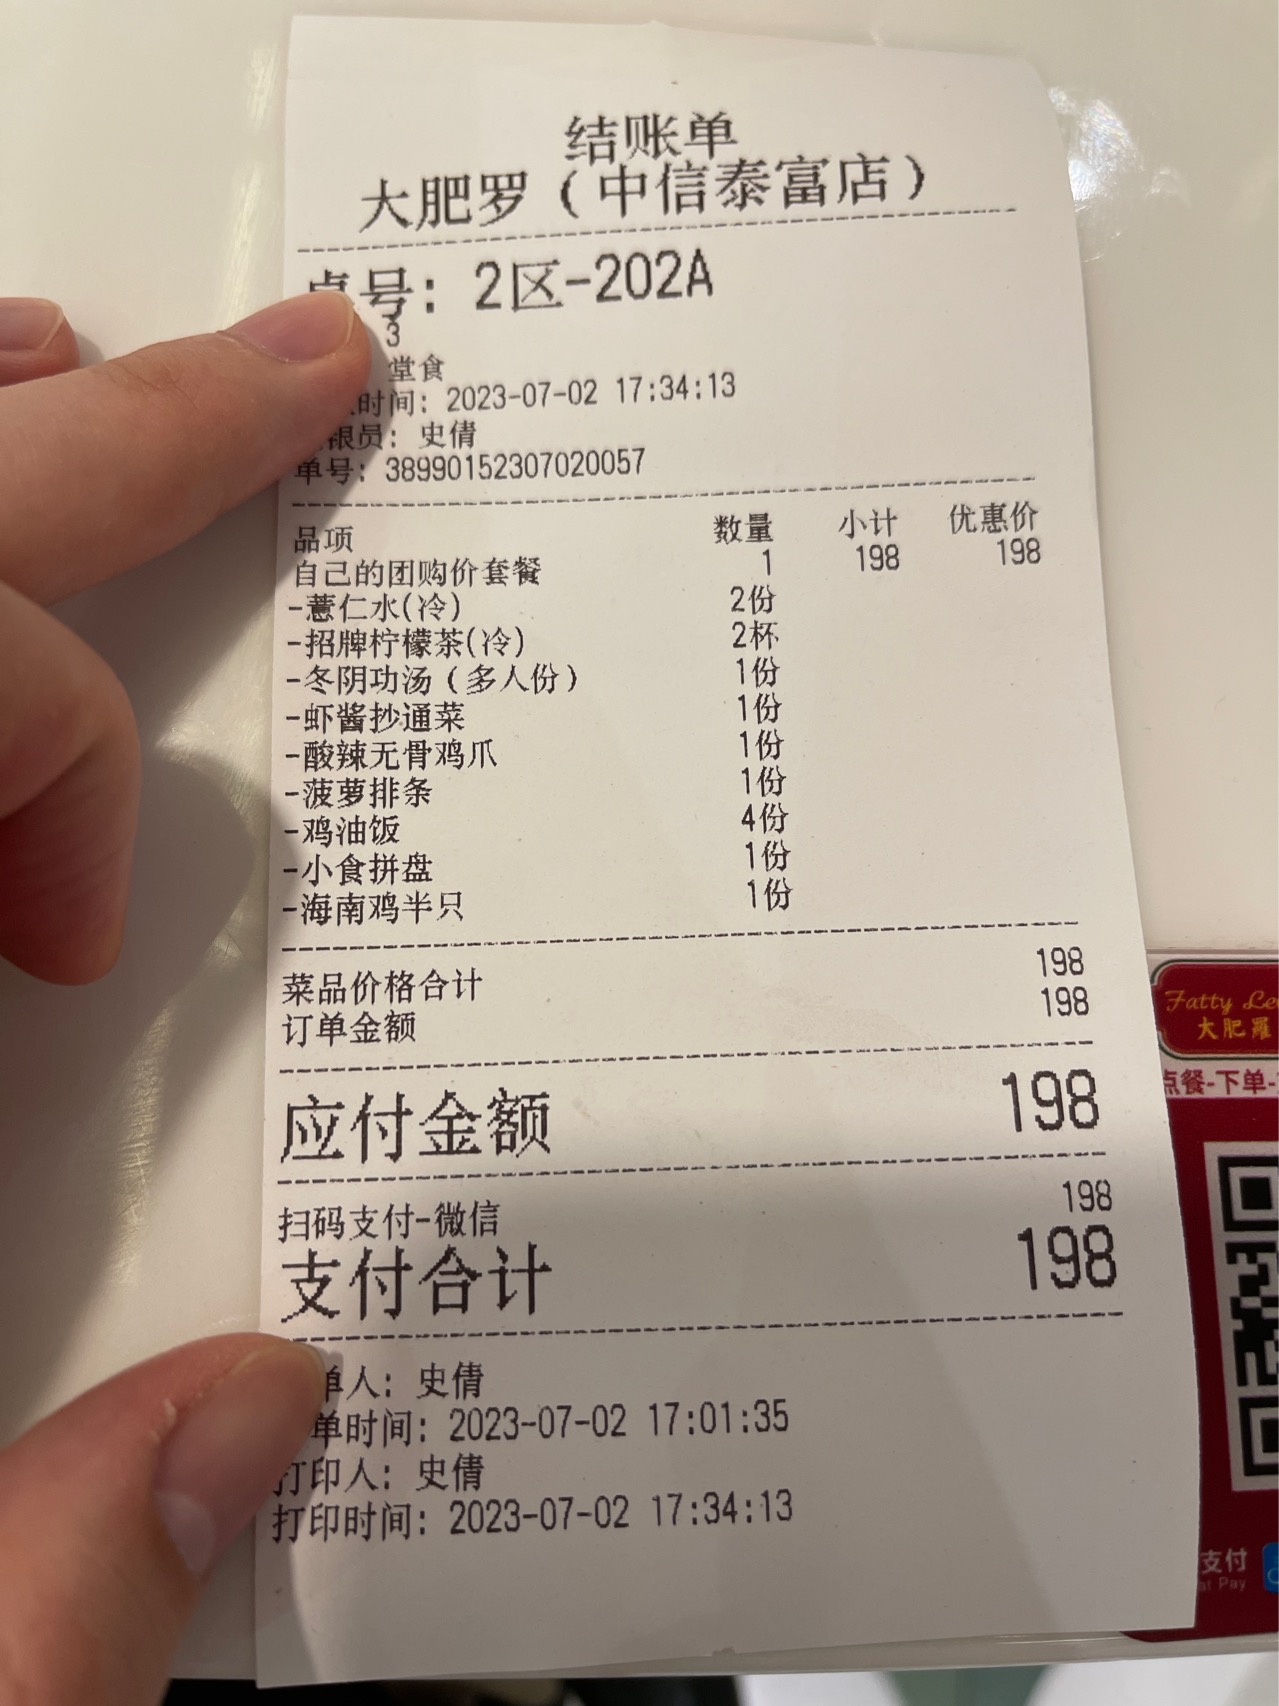 结账单
大肥罗（中信泰富店）
桌号：2区-202A
3
堂食
时间：2023-07-02 17:34:13
银员：史倩
单号：38990152307020057
品项 数量 小计 优惠价
自己的团购价套餐 1 198 198
-薏仁水(冷) 2份
-招牌柠檬茶(冷) 2杯
-冬阴功汤（多人份） 1份
-虾酱抄通菜 1份
-酸辣无骨鸡爪 1份
-菠萝排条 1份
-鸡油饭 4份
-小食拼盘 1份
-海南鸡半只 1份
菜品价格合计 198
订单金额 198
应付金额 198
扫码支付-微信 198
支付合计 198
单人：史倩
单时间：2023-07-02 17:01:35
打印人：史倩
打印时间：2023-07-02 17:34:13
Fatty
大肥羅
点餐-下单-
支付
Pay